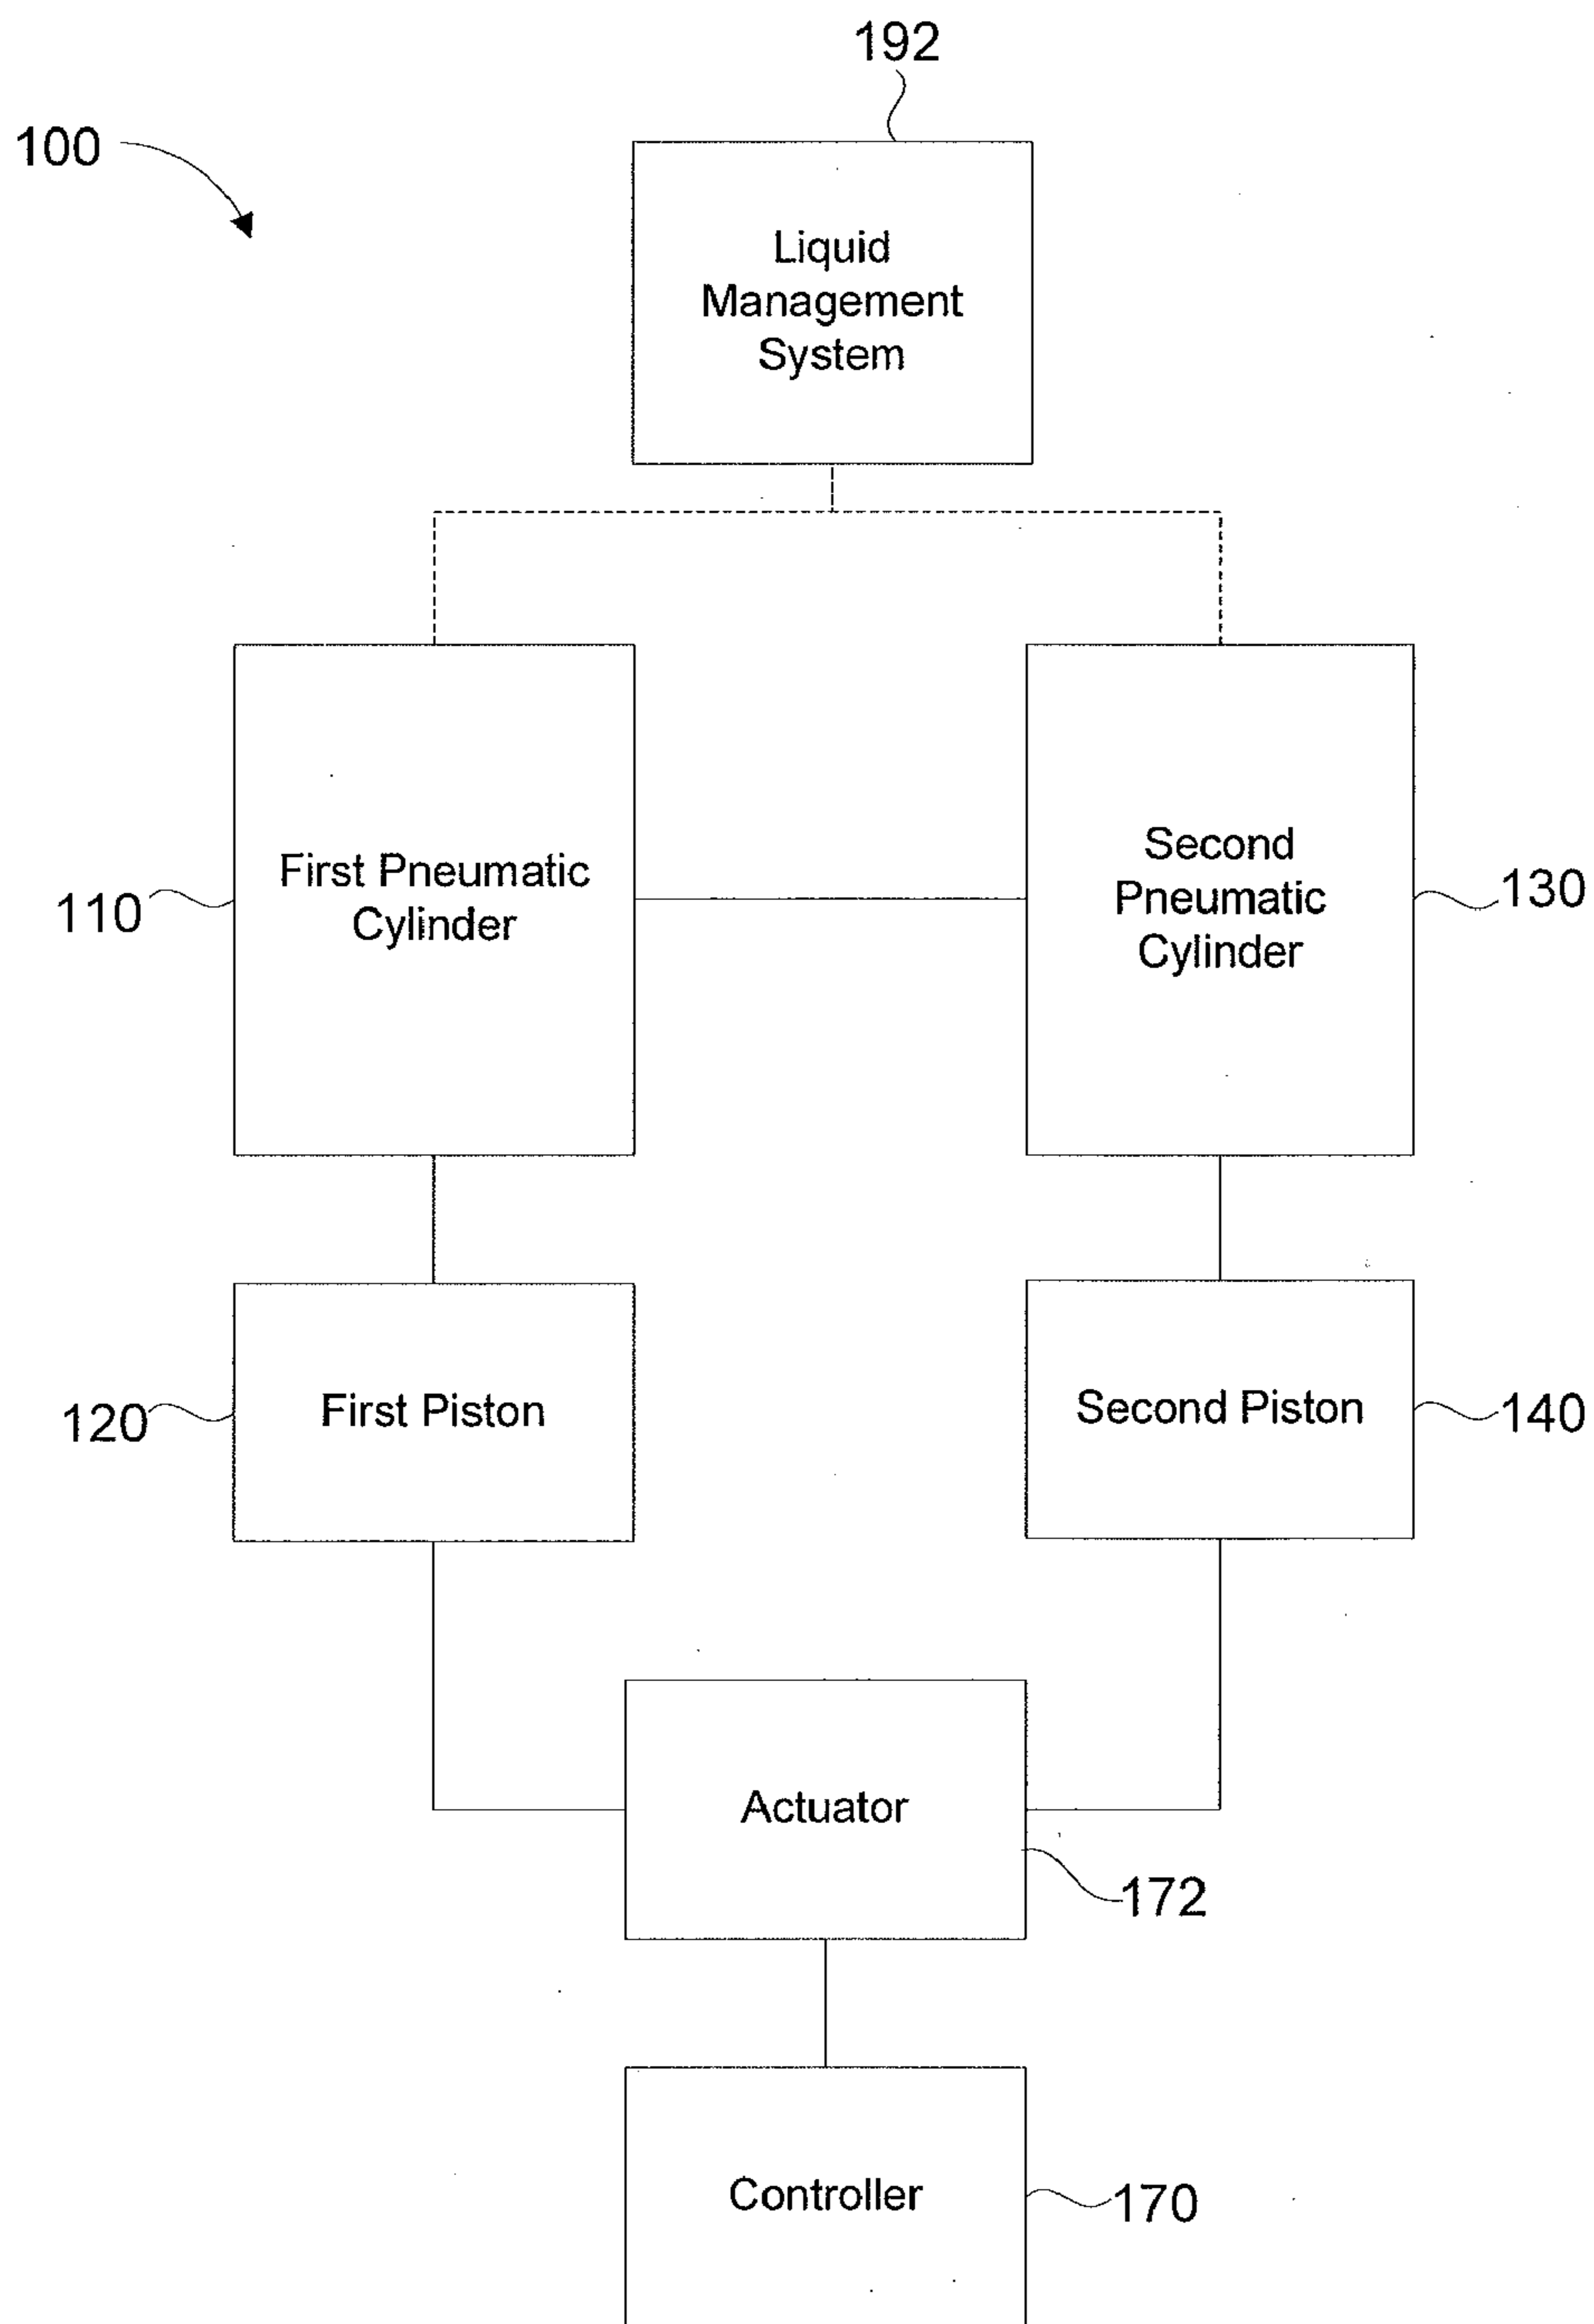 192
100
Liquid
Management
System
First Pneumatic
Cylinder
110
Second
Pneumatic
Cylinder
130
First Piston
120
Second Piston
140
Actuator
172
Controller
170